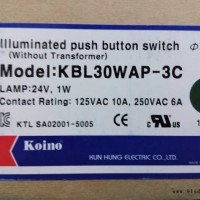 Illuminated push button switch Φ
(Without Transformer)
Model:KBL30WAP-3C
LAMP:24V, 1W
Contact Rating: 125VAC 10A, 250VAC 6A
KTL SA02001-5005
Koino
HUN HUNG ELECTRIC CO.,